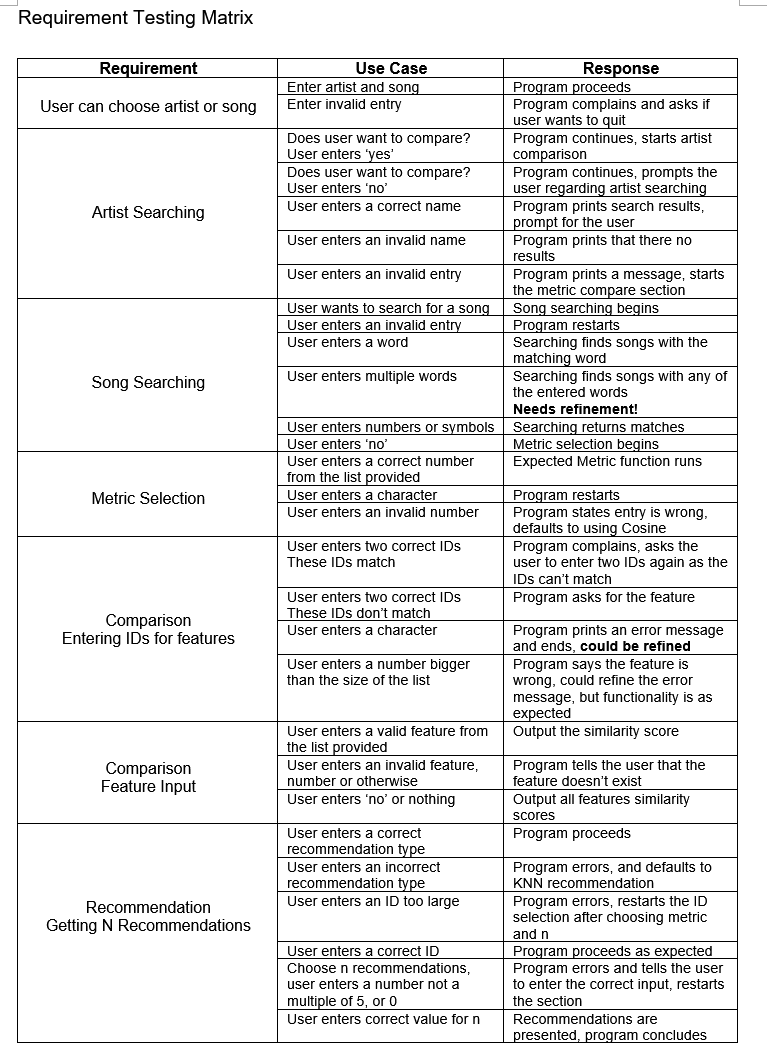 Requirement Testing Matrix
Requirement
Use Case
Response
User can choose artist or song
Enter artist and song
Program proceeds
Enter invalid entry
Program complains and asks if
user wants to quit
Artist Searching
Does user want to compare?
User enters ‘yes’
Program continues, starts artist
comparison
Does user want to compare?
User enters ‘no’
Program continues, prompts the
user regarding artist searching
User enters a correct name
Program prints search results,
prompt for the user
User enters an invalid name
Program prints that there no
results
User enters an invalid entry
Program prints a message, starts
the metric compare section
Song Searching
User wants to search for a song
Song searching begins
User enters an invalid entry
Program restarts
User enters a word
Searching finds songs with the
matching word
User enters multiple words
Searching finds songs with any of
the entered words
Needs refinement!
User enters numbers or symbols
Searching returns matches
User enters ‘no’
Metric selection begins
Metric Selection
User enters a correct number
from the list provided
Expected Metric function runs
User enters a character
Program restarts
User enters an invalid number
Program states entry is wrong,
defaults to using Cosine
Comparison
Entering IDs for features
User enters two correct IDs
These IDs match
Program complains, asks the
user to enter two IDs again as the
IDs can’t match
User enters two correct IDs
These IDs don’t match
Program asks for the feature
User enters a character
Program prints an error message
and ends, could be refined
User enters a number bigger
than the size of the list
Program says the feature is
wrong, could refine the error
message, but functionality is as
expected
Comparison
Feature Input
User enters a valid feature from
the list provided
Output the similarity score
User enters an invalid feature,
number or otherwise
Program tells the user that the
feature doesn’t exist
User enters ‘no’ or nothing
Output all features similarity
scores
Recommendation
Getting N Recommendations
User enters a correct
recommendation type
Program proceeds
User enters an incorrect
recommendation type
Program errors, and defaults to
KNN recommendation
User enters an ID too large
Program errors, restarts the ID
selection after choosing metric
and n
User enters a correct ID
Program proceeds as expected
Choose n recommendations,
user enters a number not a
multiple of 5, or 0
Program errors and tells the user
to enter the correct input, restarts
the section
User enters correct value for n
Recommendations are
presented, program concludes